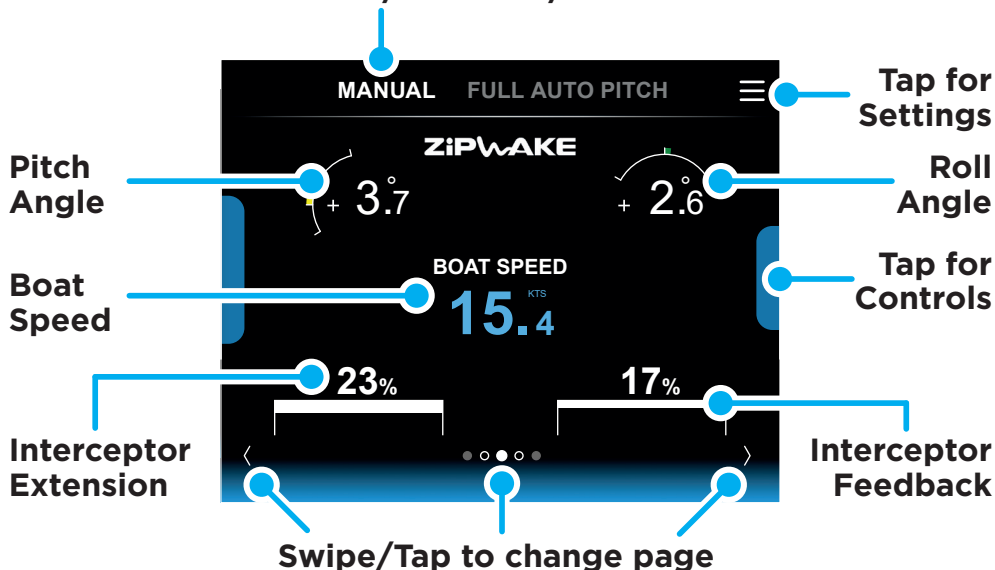 MANUAL FULL AUTO PITCH
Tap for
Settings
ZiPWAKE
Pitch
Angle
+ 3.7°
+ 2.6°
Roll
Angle
Boat
Speed
BOAT SPEED
15.4 KTS
Tap for
Controls
23%
17%
Interceptor
Extension
Interceptor
Feedback
Swipe/Tap to change page